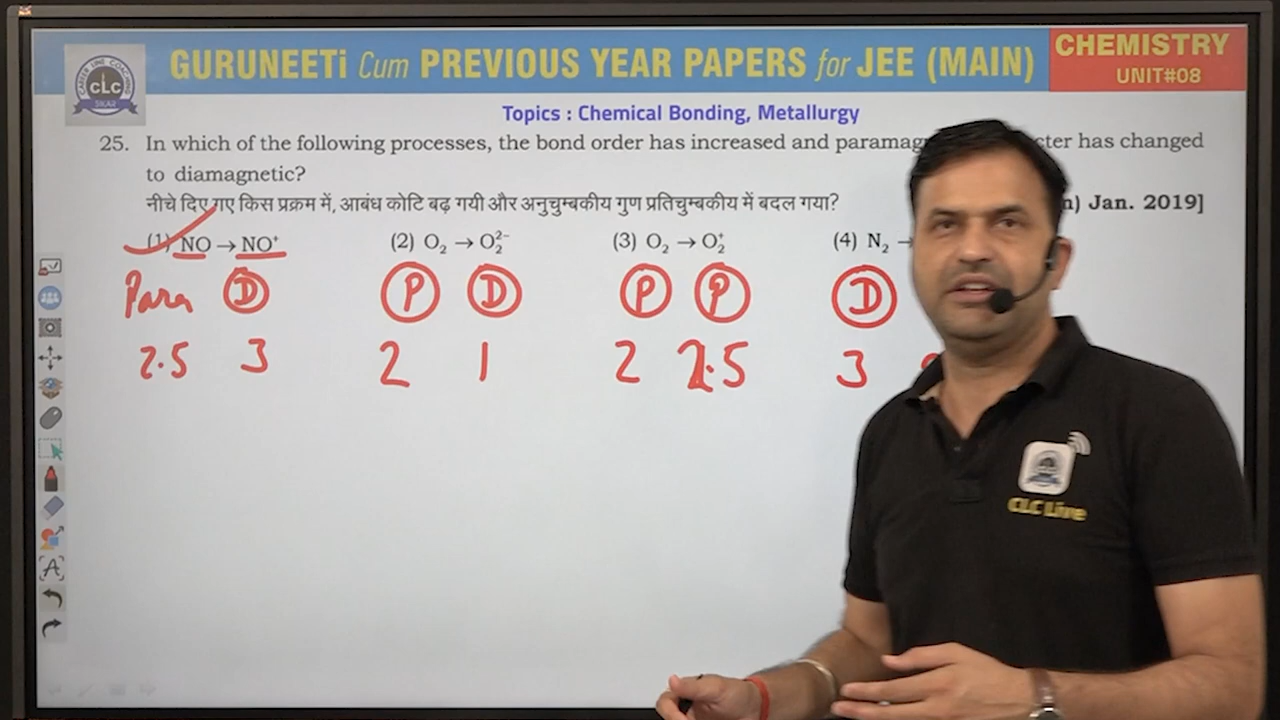 GURUNEETi Cum PREVIOUS YEAR PAPERS for JEE (MAIN)
CHEMISTRY
UNIT#08
CLC
SIKAR
Topics : Chemical Bonding, Metallurgy
25. In which of the following processes, the bond order has increased and has changed
to diamagnetic?
नीचे दिए गए किस प्रक्रम में, आबंध कोटि बढ़ गयी और अनुचुम्बकीय गुण प्रतिचुम्बकीय में बदल गया? Jan. 2019]
(1) NO → NO⁺ (2) O₂ → O₂²⁻ (3) O₂ → O₂⁺ (4) N₂ →
Para D P D P P D
2.5 3 2 1 2 2.5 3
CLC Live